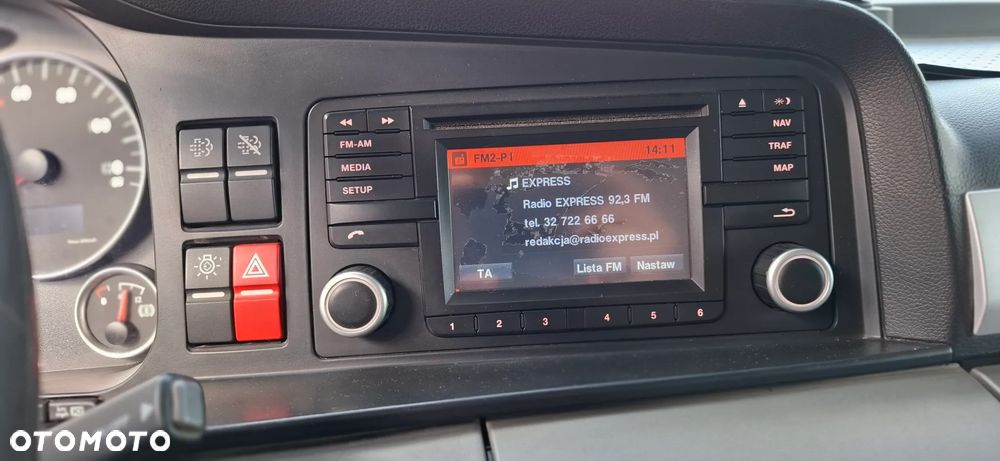 FM-AM
MEDIA
SETUP
FM2-P1
14:11
EXPRESS
Radio EXPRESS 92,3 FM
tel. 32 722 66 66
redakcja@radioexpress.pl
TA
Lista FM
Nastaw
NAV
TRAF
MAP
1 2 3 4 5 6
12
OTOMOTO